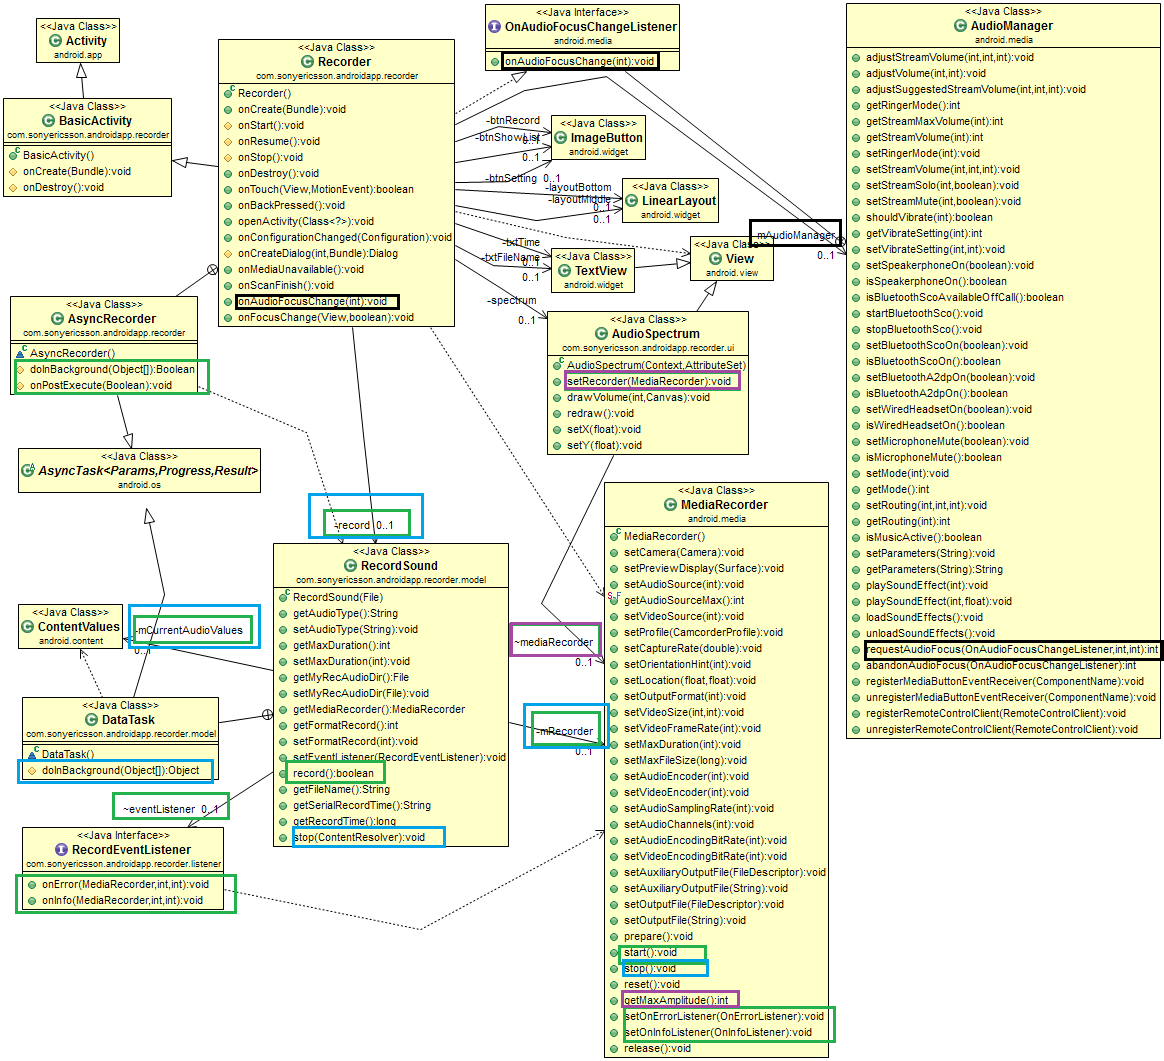 <<Java Class>>
Activity
android.app
<<Java Class>>
BasicActivity
com.sonyericsson.androidapp.recorder
BasicActivity()
onCreate(Bundle):void
onDestroy():void
<<Java Class>>
Recorder
com.sonyericsson.androidapp.recorder
Recorder()
onCreate(Bundle):void
onStart():void
onResume():void
onStop():void
onDestroy():void
onTouch(View,MotionEvent):boolean
onBackPressed():void
openActivity(Class<?>):void
onConfigurationChanged(Configuration):void
onCreateDialog(int,Bundle):Dialog
onMediaUnavailable():void
onScanFinish():void
onAudioFocusChange(int):void
onFocusChange(View,boolean):void
<<Java Interface>>
OnAudioFocusChangeListener
android.media
onAudioFocusChange(int):void
-btnRecord
0..1
-btnShowList
0..1
-btnSetting 0..1
<<Java Class>>
ImageButton
android.widget
-layoutBottom
0..1
-layoutMiddle
0..1
<<Java Class>>
LinearLayout
android.widget
-txtTime
0..1
-txtFileName
0..1
<<Java Class>>
TextView
android.widget
<<Java Class>>
View
android.view
-mAudioManager
0..1
-spectrum
0..1
<<Java Class>>
AudioSpectrum
com.sonyericsson.androidapp.recorder.ui
AudioSpectrum(Context,AttributeSet)
setRecorder(MediaRecorder):void
drawVolume(int,Canvas):void
redraw():void
setX(float):void
setY(float):void
<<Java Class>>
AudioManager
android.media
adjustStreamVolume(int,int,int):void
adjustVolume(int,int):void
adjustSuggestedStreamVolume(int,int,int):void
getRingerMode():int
getStreamMaxVolume(int):int
getStreamVolume(int):int
setRingerMode(int):void
setStreamVolume(int,int,int):void
setStreamSolo(int,boolean):void
setStreamMute(int,boolean):void
shouldVibrate(int):boolean
getVibrateSetting(int):int
setVibrateSetting(int,int):void
setSpeakerphoneOn(boolean):void
isSpeakerphoneOn():boolean
isBluetoothScoAvailableOffCall():boolean
startBluetoothSco():void
stopBluetoothSco():void
setBluetoothScoOn(boolean):void
isBluetoothScoOn():boolean
setBluetoothA2dpOn(boolean):void
isBluetoothA2dpOn():boolean
setWiredHeadsetOn(boolean):void
isWiredHeadsetOn():boolean
setMicrophoneMute(boolean):void
isMicrophoneMute():boolean
setMode(int):void
getMode():int
setRouting(int,int,int):void
getRouting(int):int
isMusicActive():boolean
setParameters(String):void
getParameters(String):String
playSoundEffect(int):void
playSoundEffect(int,float):void
loadSoundEffects():void
unloadSoundEffects():void
requestAudioFocus(OnAudioFocusChangeListener,int,int):int
abandonAudioFocus(OnAudioFocusChangeListener):int
registerMediaButtonEventReceiver(ComponentName):void
unregisterMediaButtonEventReceiver(ComponentName):void
registerRemoteControlClient(RemoteControlClient):void
unregisterRemoteControlClient(RemoteControlClient):void
<<Java Class>>
AsyncRecorder
com.sonyericsson.androidapp.recorder
AsyncRecorder()
doInBackground(Object[]):Boolean
onPostExecute(Boolean):void
<<Java Class>>
AsyncTask<Params,Progress,Result>
android.os
-record 0..1
<<Java Class>>
RecordSound
com.sonyericsson.androidapp.recorder.model
RecordSound(File)
getAudioType():String
setAudioType(String):void
getMaxDuration():int
setMaxDuration(int):void
getMyRecAudioDir():File
setMyRecAudioDir(File):void
getMediaRecorder():MediaRecorder
getFormatRecord():int
setFormatRecord(int):void
setEventListener(RecordEventListener):void
record():boolean
getFileName():String
getSerialRecordTime():String
getRecordTime():long
stop(ContentResolver):void
<<Java Class>>
ContentValues
android.content
-mCurrentAudioValues
0..1
<<Java Class>>
DataTask
com.sonyericsson.androidapp.recorder.model
DataTask()
doInBackground(Object[]):Object
~eventListener 0..1
<<Java Interface>>
RecordEventListener
com.sonyericsson.androidapp.recorder.listener
onError(MediaRecorder,int,int):void
onInfo(MediaRecorder,int,int):void
~mediaRecorder
0..1
-mRecorder
0..1
<<Java Class>>
MediaRecorder
android.media
MediaRecorder()
setCamera(Camera):void
setPreviewDisplay(Surface):void
setAudioSource(int):void
getAudioSourceMax():int
setVideoSource(int):void
setProfile(CamcorderProfile):void
setCaptureRate(double):void
setOrientationHint(int):void
setLocation(float,float):void
setOutputFormat(int):void
setVideoSize(int,int):void
setVideoFrameRate(int):void
setMaxDuration(int):void
setMaxFileSize(long):void
setAudioEncoder(int):void
setVideoEncoder(int):void
setAudioSamplingRate(int):void
setAudioChannels(int):void
setAudioEncodingBitRate(int):void
setVideoEncodingBitRate(int):void
setAuxiliaryOutputFile(FileDescriptor):void
setAuxiliaryOutputFile(String):void
setOutputFile(FileDescriptor):void
setOutputFile(String):void
prepare():void
start():void
stop():void
reset():void
getMaxAmplitude():int
setOnErrorListener(OnErrorListener):void
setOnInfoListener(OnInfoListener):void
release():void